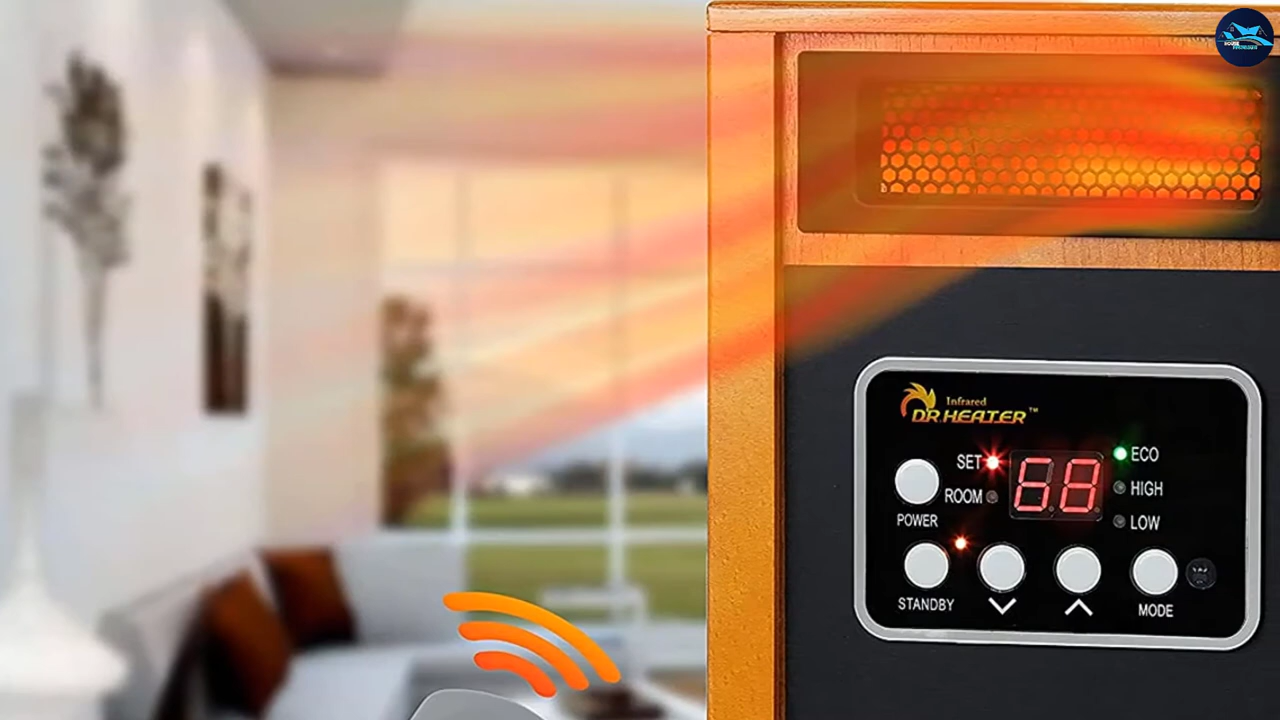 Infrared
DR.HEATER™
SET
68
ECO
ROOM
HIGH
POWER
LOW
STANDBY
MODE